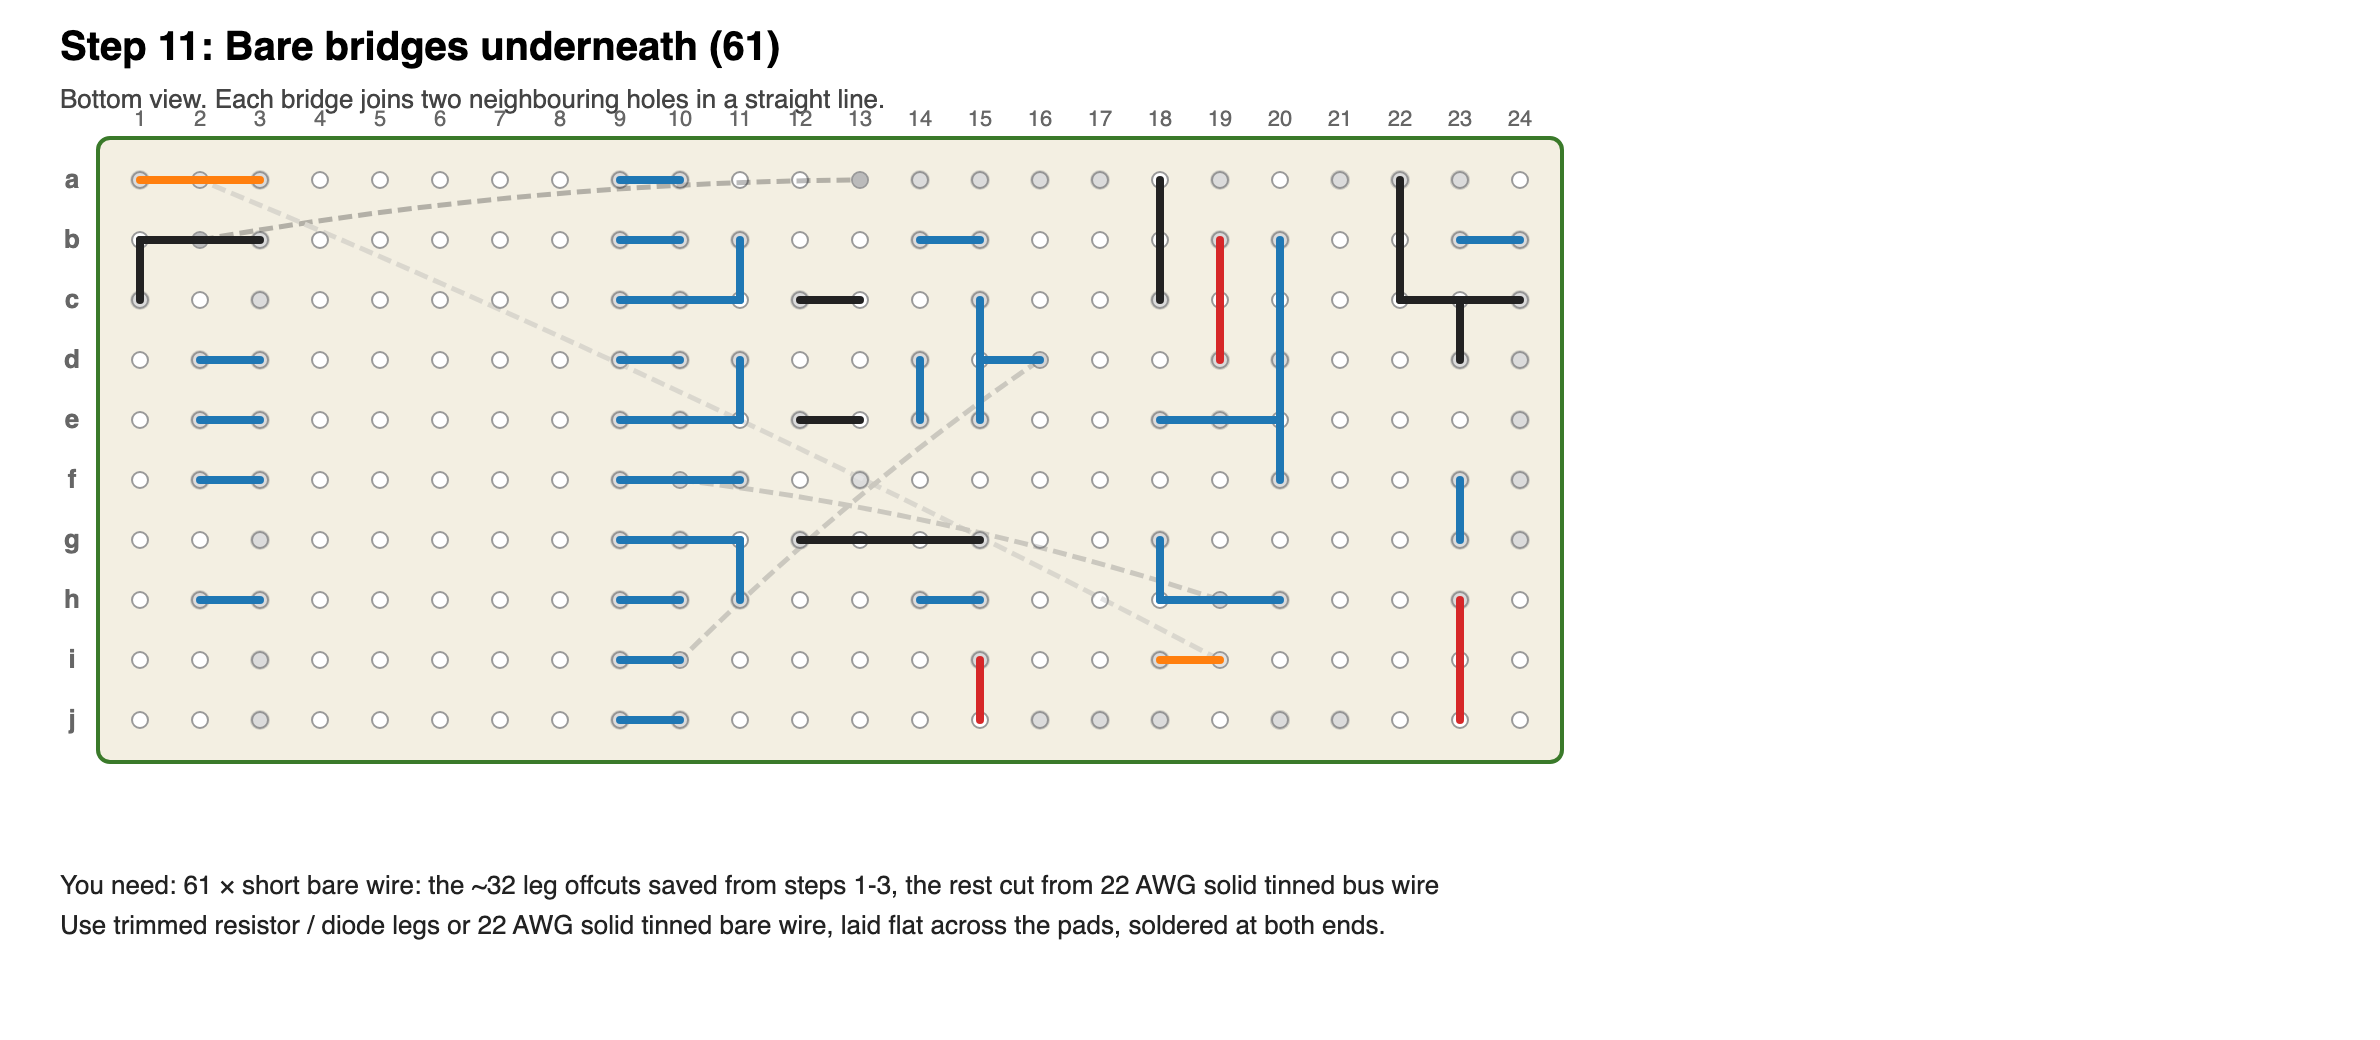 Step 11: Bare bridges underneath (61)
Bottom view. Each bridge joins two neighbouring holes in a straight line.
1 2 3 4 5 6 7 8 9 10 11 12 13 14 15 16 17 18 19 20 21 22 23 24
a
b
c
d
e
f
g
h
i
j
You need: 61 × short bare wire: the ~32 leg offcuts saved from steps 1-3, the rest cut from 22 AWG solid tinned bus wire
Use trimmed resistor / diode legs or 22 AWG solid tinned bare wire, laid flat across the pads, soldered at both ends.